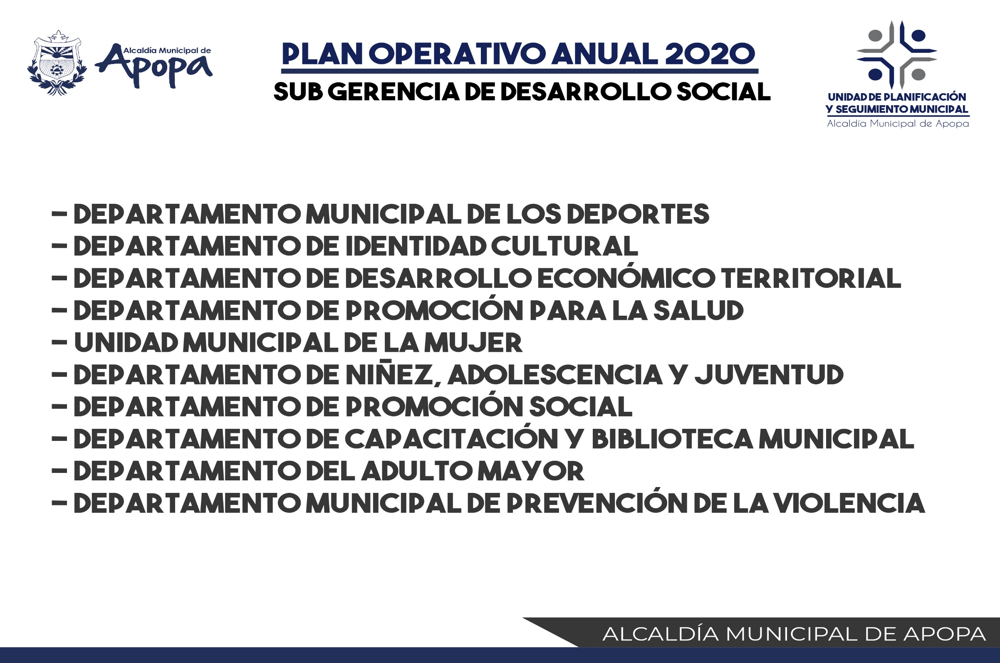 Alcaldía Municipal de
Apopa
PLAN OPERATIVO ANUAL 2020
SUB GERENCIA DE DESARROLLO SOCIAL
UNIDAD DE PLANIFICACIÓN
Y SEGUIMIENTO MUNICIPAL
Alcaldía Municipal de Apopa
- DEPARTAMENTO MUNICIPAL DE LOS DEPORTES
- DEPARTAMENTO DE IDENTIDAD CULTURAL
- DEPARTAMENTO DE DESARROLLO ECONÓMICO TERRITORIAL
- DEPARTAMENTO DE PROMOCIÓN PARA LA SALUD
- UNIDAD MUNICIPAL DE LA MUJER
- DEPARTAMENTO DE NIÑEZ, ADOLESCENCIA Y JUVENTUD
- DEPARTAMENTO DE PROMOCIÓN SOCIAL
- DEPARTAMENTO DE CAPACITACIÓN Y BIBLIOTECA MUNICIPAL
- DEPARTAMENTO DEL ADULTO MAYOR
- DEPARTAMENTO MUNICIPAL DE PREVENCIÓN DE LA VIOLENCIA
ALCALDÍA MUNICIPAL DE APOPA